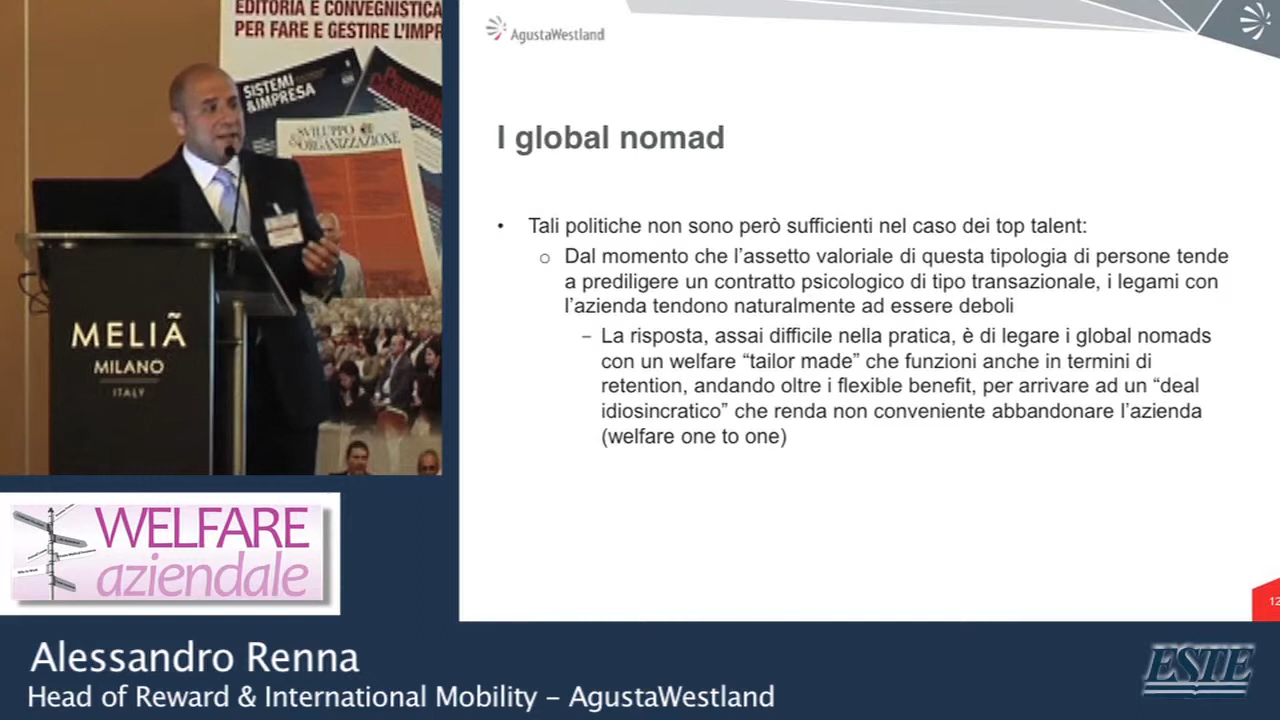 EDITORIA E CONVEGNISTICA
PER FARE E GESTIRE L'IMPR
SISTEMI
&IMPRESA
SVILUPPO
&ORGANIZZAZIONE
MELIÃ
MILANO
ITALY
AgustaWestland
I global nomad
• Tali politiche non sono però sufficienti nel caso dei top talent:
o Dal momento che l'assetto valoriale di questa tipologia di persone tende
a prediligere un contratto psicologico di tipo transazionale, i legami con
l'azienda tendono naturalmente ad essere deboli
– La risposta, assai difficile nella pratica, è di legare i global nomads
con un welfare “tailor made” che funzioni anche in termini di
retention, andando oltre i flexible benefit, per arrivare ad un “deal
idiosincratico” che renda non conveniente abbandonare l'azienda
(welfare one to one)
12
WELFARE
aziendale
Alessandro Renna
Head of Reward & International Mobility – AgustaWestland
ESTE